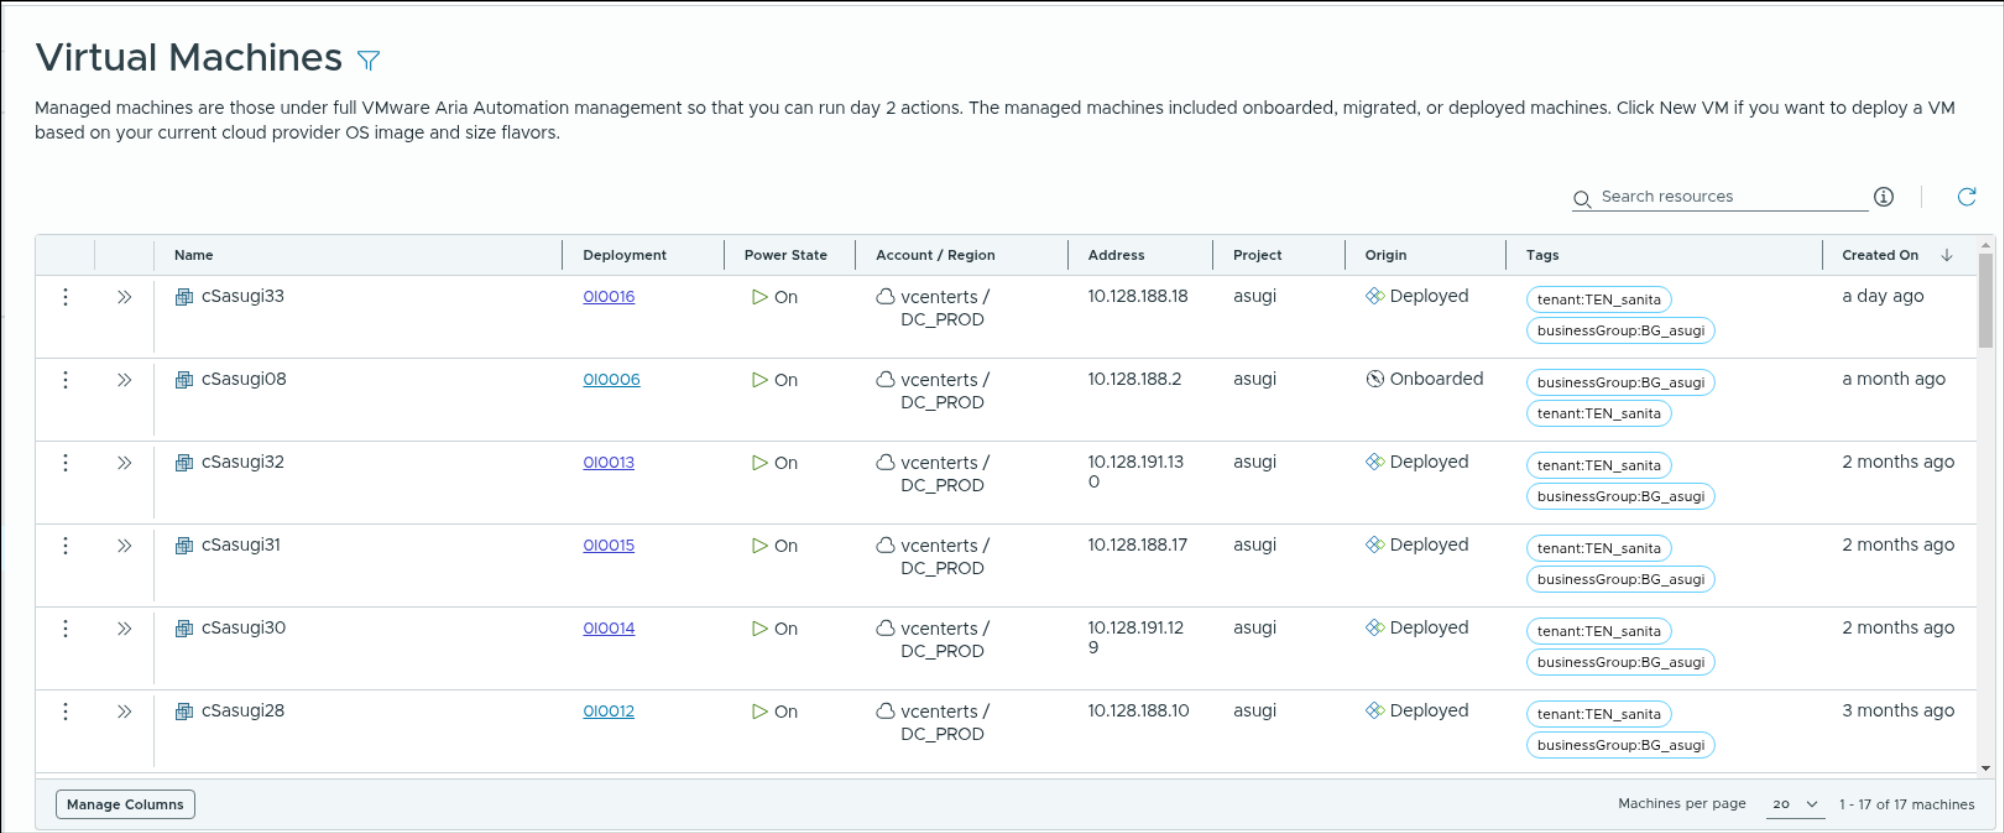 Virtual Machines
Managed machines are those under full VMware Aria Automation management so that you can run day 2 actions. The managed machines included onboarded, migrated, or deployed machines. Click New VM if you want to deploy a VM
based on your current cloud provider OS image and size flavors.
Search resources
Name Deployment Power State Account / Region Address Project Origin Tags Created On
cSasugi33 0I0016 On vcenterts / DC_PROD 10.128.188.18 asugi Deployed tenant:TEN_sanita businessGroup:BG_asugi a day ago
cSasugi08 0I0006 On vcenterts / DC_PROD 10.128.188.2 asugi Onboarded businessGroup:BG_asugi tenant:TEN_sanita a month ago
cSasugi32 0I0013 On vcenterts / DC_PROD 10.128.191.130 asugi Deployed tenant:TEN_sanita businessGroup:BG_asugi 2 months ago
cSasugi31 0I0015 On vcenterts / DC_PROD 10.128.188.17 asugi Deployed tenant:TEN_sanita businessGroup:BG_asugi 2 months ago
cSasugi30 0I0014 On vcenterts / DC_PROD 10.128.191.129 asugi Deployed tenant:TEN_sanita businessGroup:BG_asugi 2 months ago
cSasugi28 0I0012 On vcenterts / DC_PROD 10.128.188.10 asugi Deployed tenant:TEN_sanita businessGroup:BG_asugi 3 months ago
Manage Columns Machines per page 20 1 - 17 of 17 machines